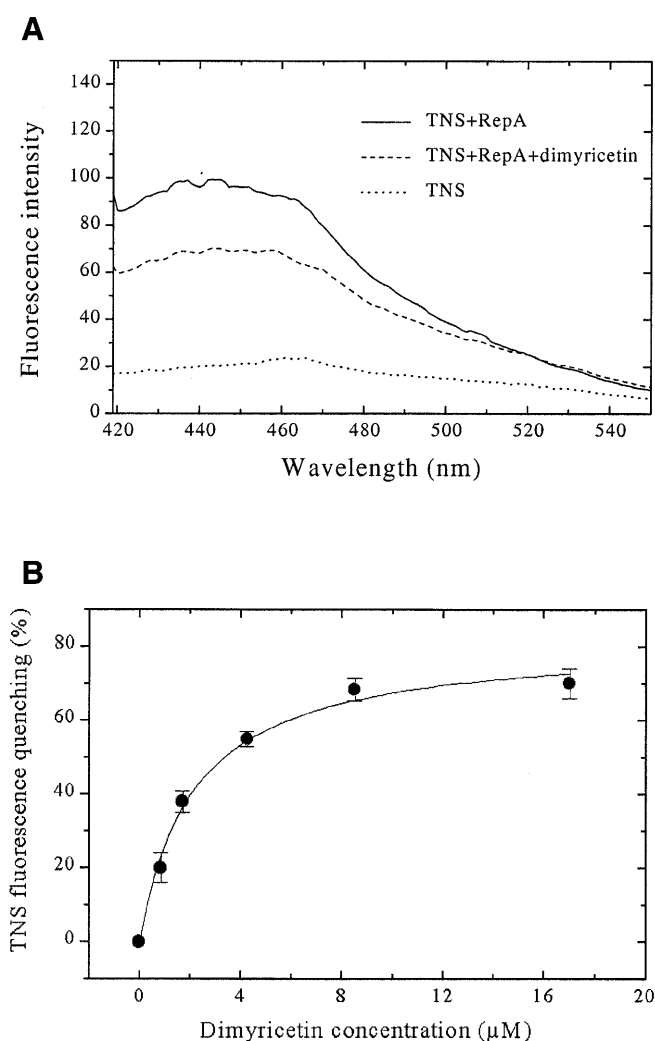 A
140
120
100
80
60
40
20
0
Fluorescence intensity
TNS+RepA
TNS+RepA+dimyricetin
TNS
420 440 460 480 500 520 540
Wavelength (nm)
B
80
60
40
20
0
TNS fluorescence quenching (%)
0 4 8 12 16 20
Dimyricetin concentration (μM)